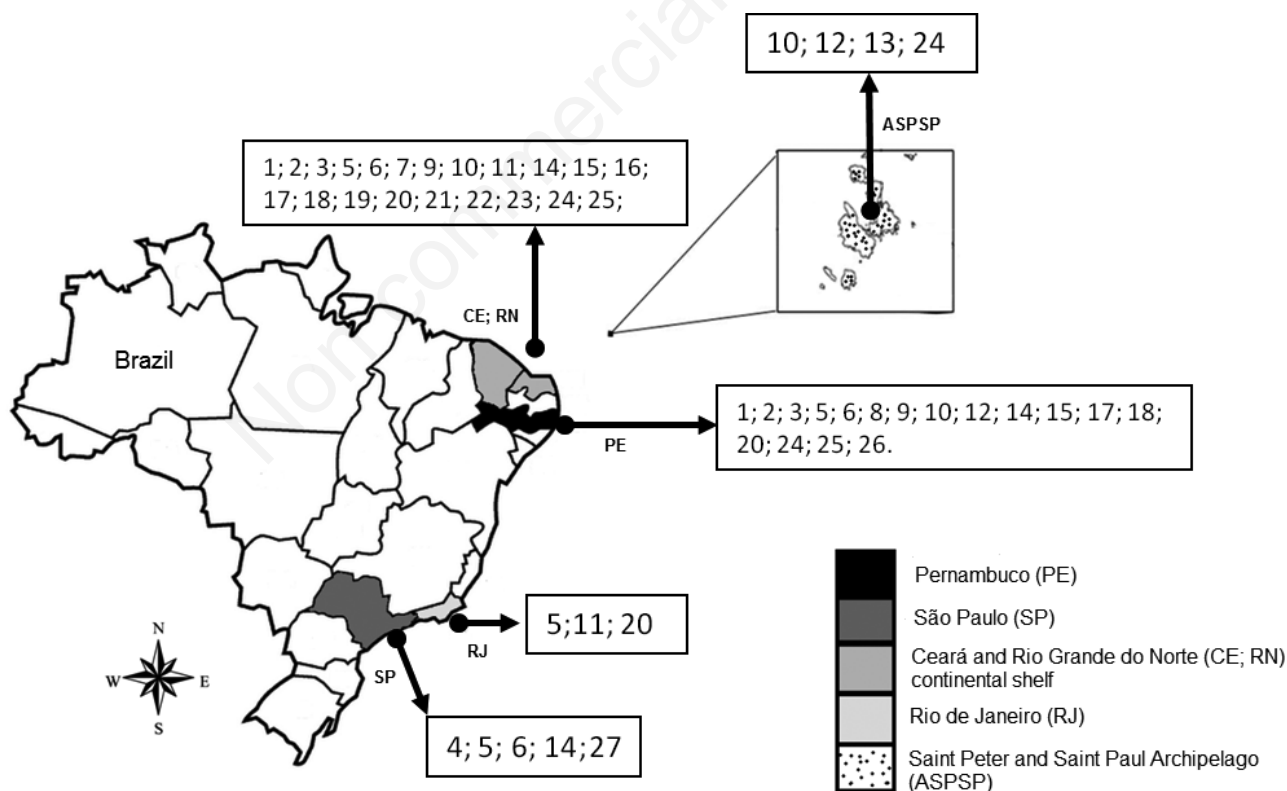 Non commercial
10; 12; 13; 24
ASPSP
1; 2; 3; 5; 6; 7; 9; 10; 11; 14; 15; 16;
17; 18; 19; 20; 21; 22; 23; 24; 25;
CE; RN
Brazil
1; 2; 3; 5; 6; 8; 9; 10; 12; 14; 15; 17; 18;
20; 24; 25; 26.
PE
Pernambuco (PE)
São Paulo (SP)
Ceará and Rio Grande do Norte (CE; RN)
continental shelf
Rio de Janeiro (RJ)
Saint Peter and Saint Paul Archipelago
(ASPSP)
5;11; 20
RJ
SP
4; 5; 6; 14;27
N
W
E
S